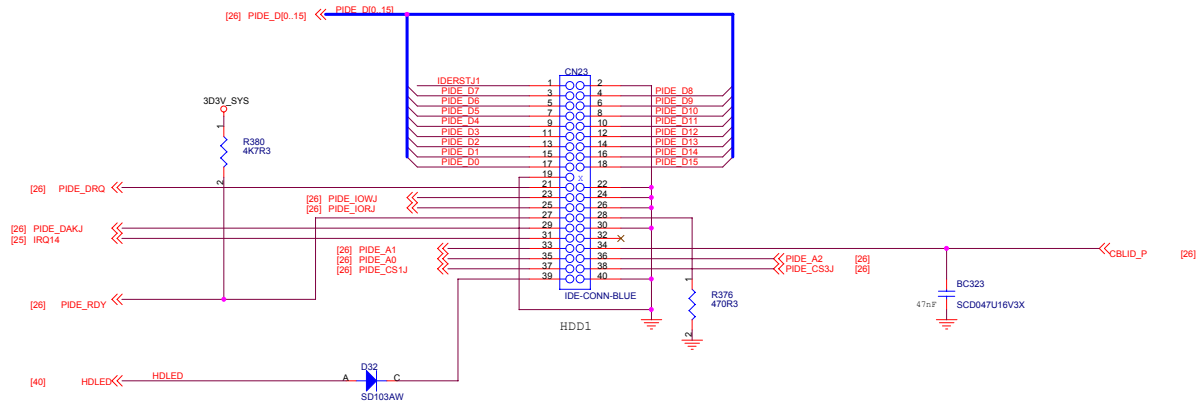 [26] PIDE_D[0..15] PIDE_D[0..15]
CN23
IDERSTJ1 1 2
PIDE_D7 3 4 PIDE_D8
PIDE_D6 5 6 PIDE_D9
PIDE_D5 7 8 PIDE_D10
PIDE_D4 9 10 PIDE_D11
PIDE_D3 11 12 PIDE_D12
PIDE_D2 13 14 PIDE_D13
PIDE_D1 15 16 PIDE_D14
PIDE_D0 17 18 PIDE_D15
19 x
3D3V_SYS
1
R380
4K7R3
2
[26] PIDE_DRQ 21 22
[26] PIDE_IOWJ 23 24
[26] PIDE_IORJ 25 26
27 28
[26] PIDE_DAKJ 29 30
[25] IRQ14 31 32
[26] PIDE_A1 33 34 CBLID_P [26]
[26] PIDE_A0 35 36 PIDE_A2 [26]
[26] PIDE_CS1J 37 38 PIDE_CS3J [26]
39 40
IDE-CONN-BLUE
HDD1
1
R376
470R3
2
BC323
47nF SCD047U16V3X
[26] PIDE_RDY
[40] HDLED HDLED
D32
A C
SD103AW